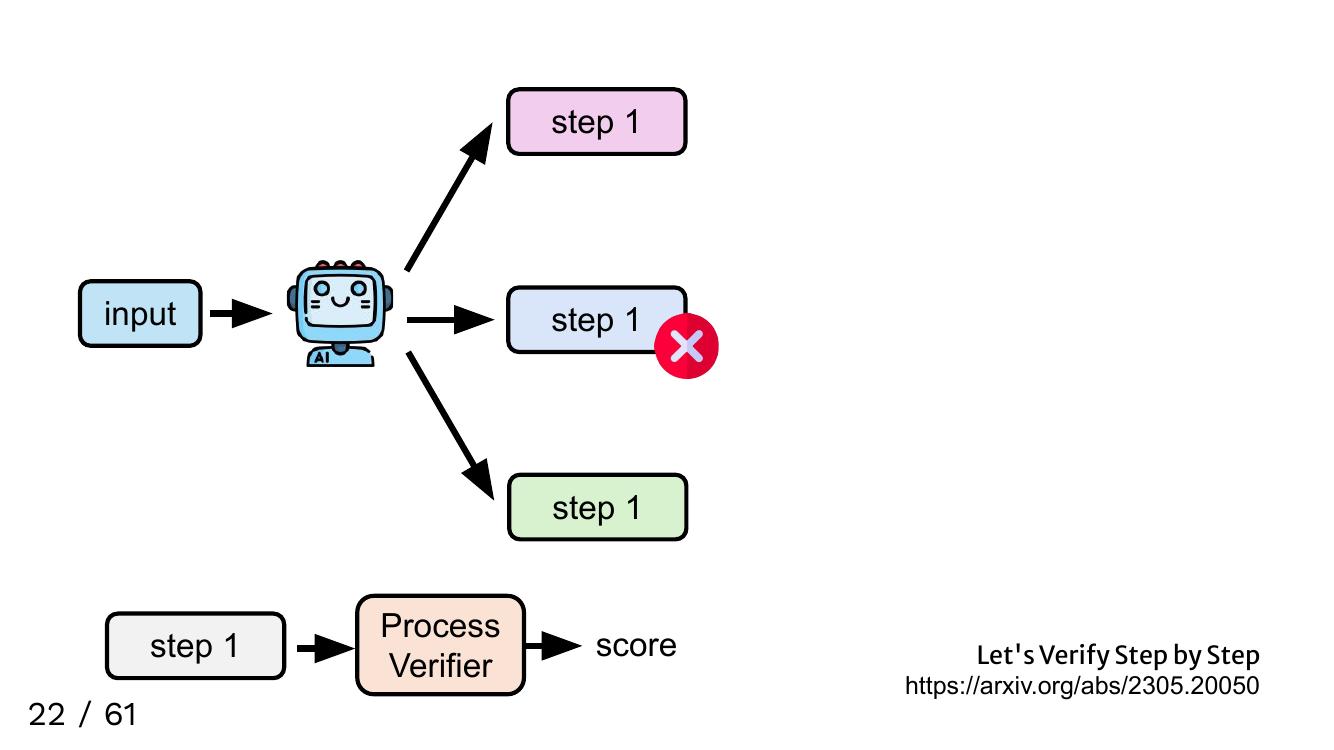 step 1
input
step 1
AI
step 1
step 1
Process
Verifier
score
Let's Verify Step by Step
https://arxiv.org/abs/2305.20050
22 / 61